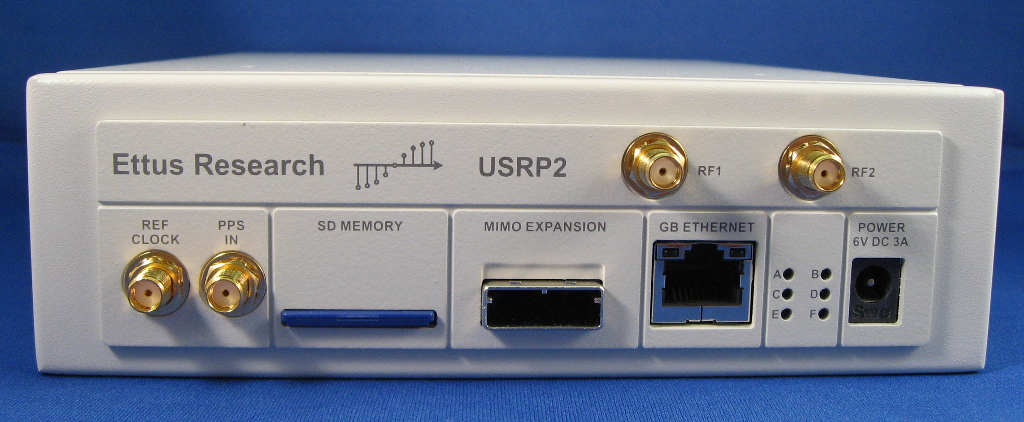 Ettus Research
USRP2
RF1
RF2
REF
CLOCK
PPS
IN
SD MEMORY
MIMO EXPANSION
GB ETHERNET
A
B
C
D
E
F
POWER
6V DC 3A